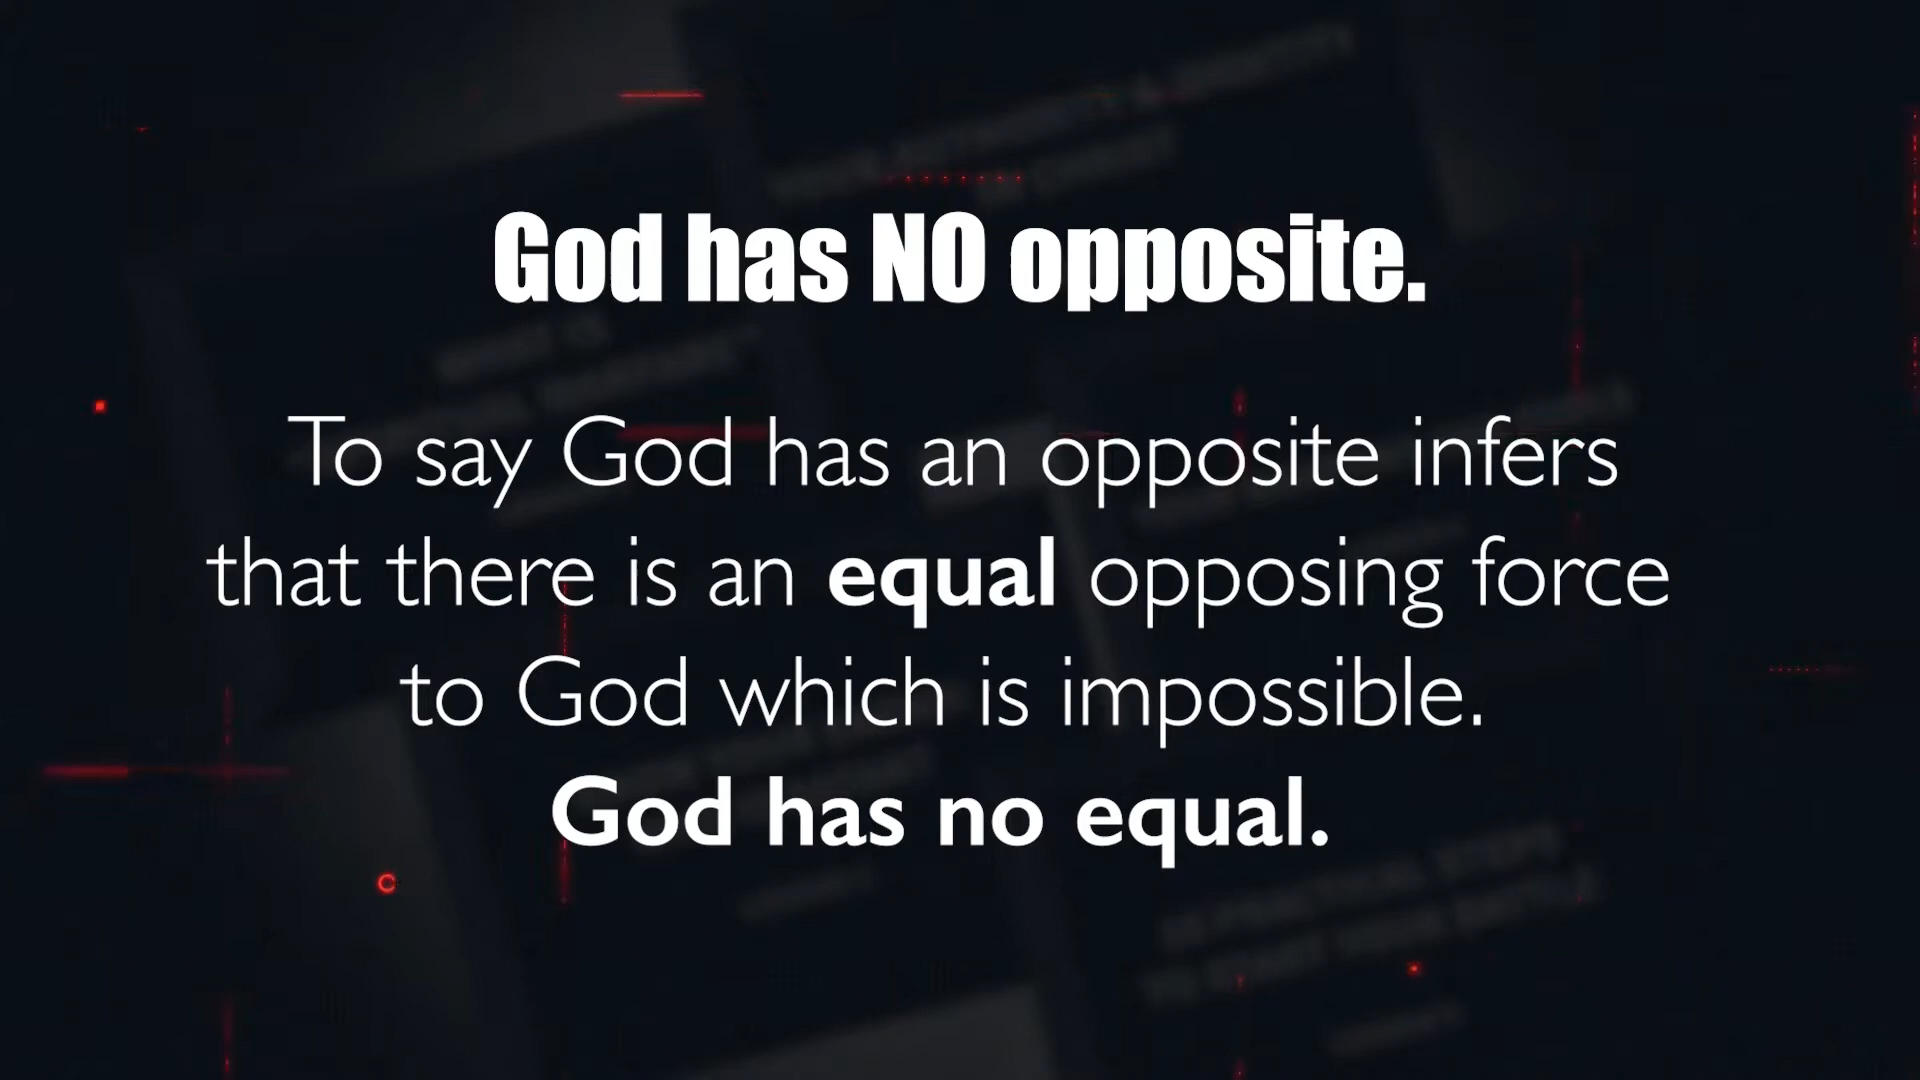 God has NO opposite.
To say God has an opposite infers
that there is an equal opposing force
to God which is impossible.
God has no equal.